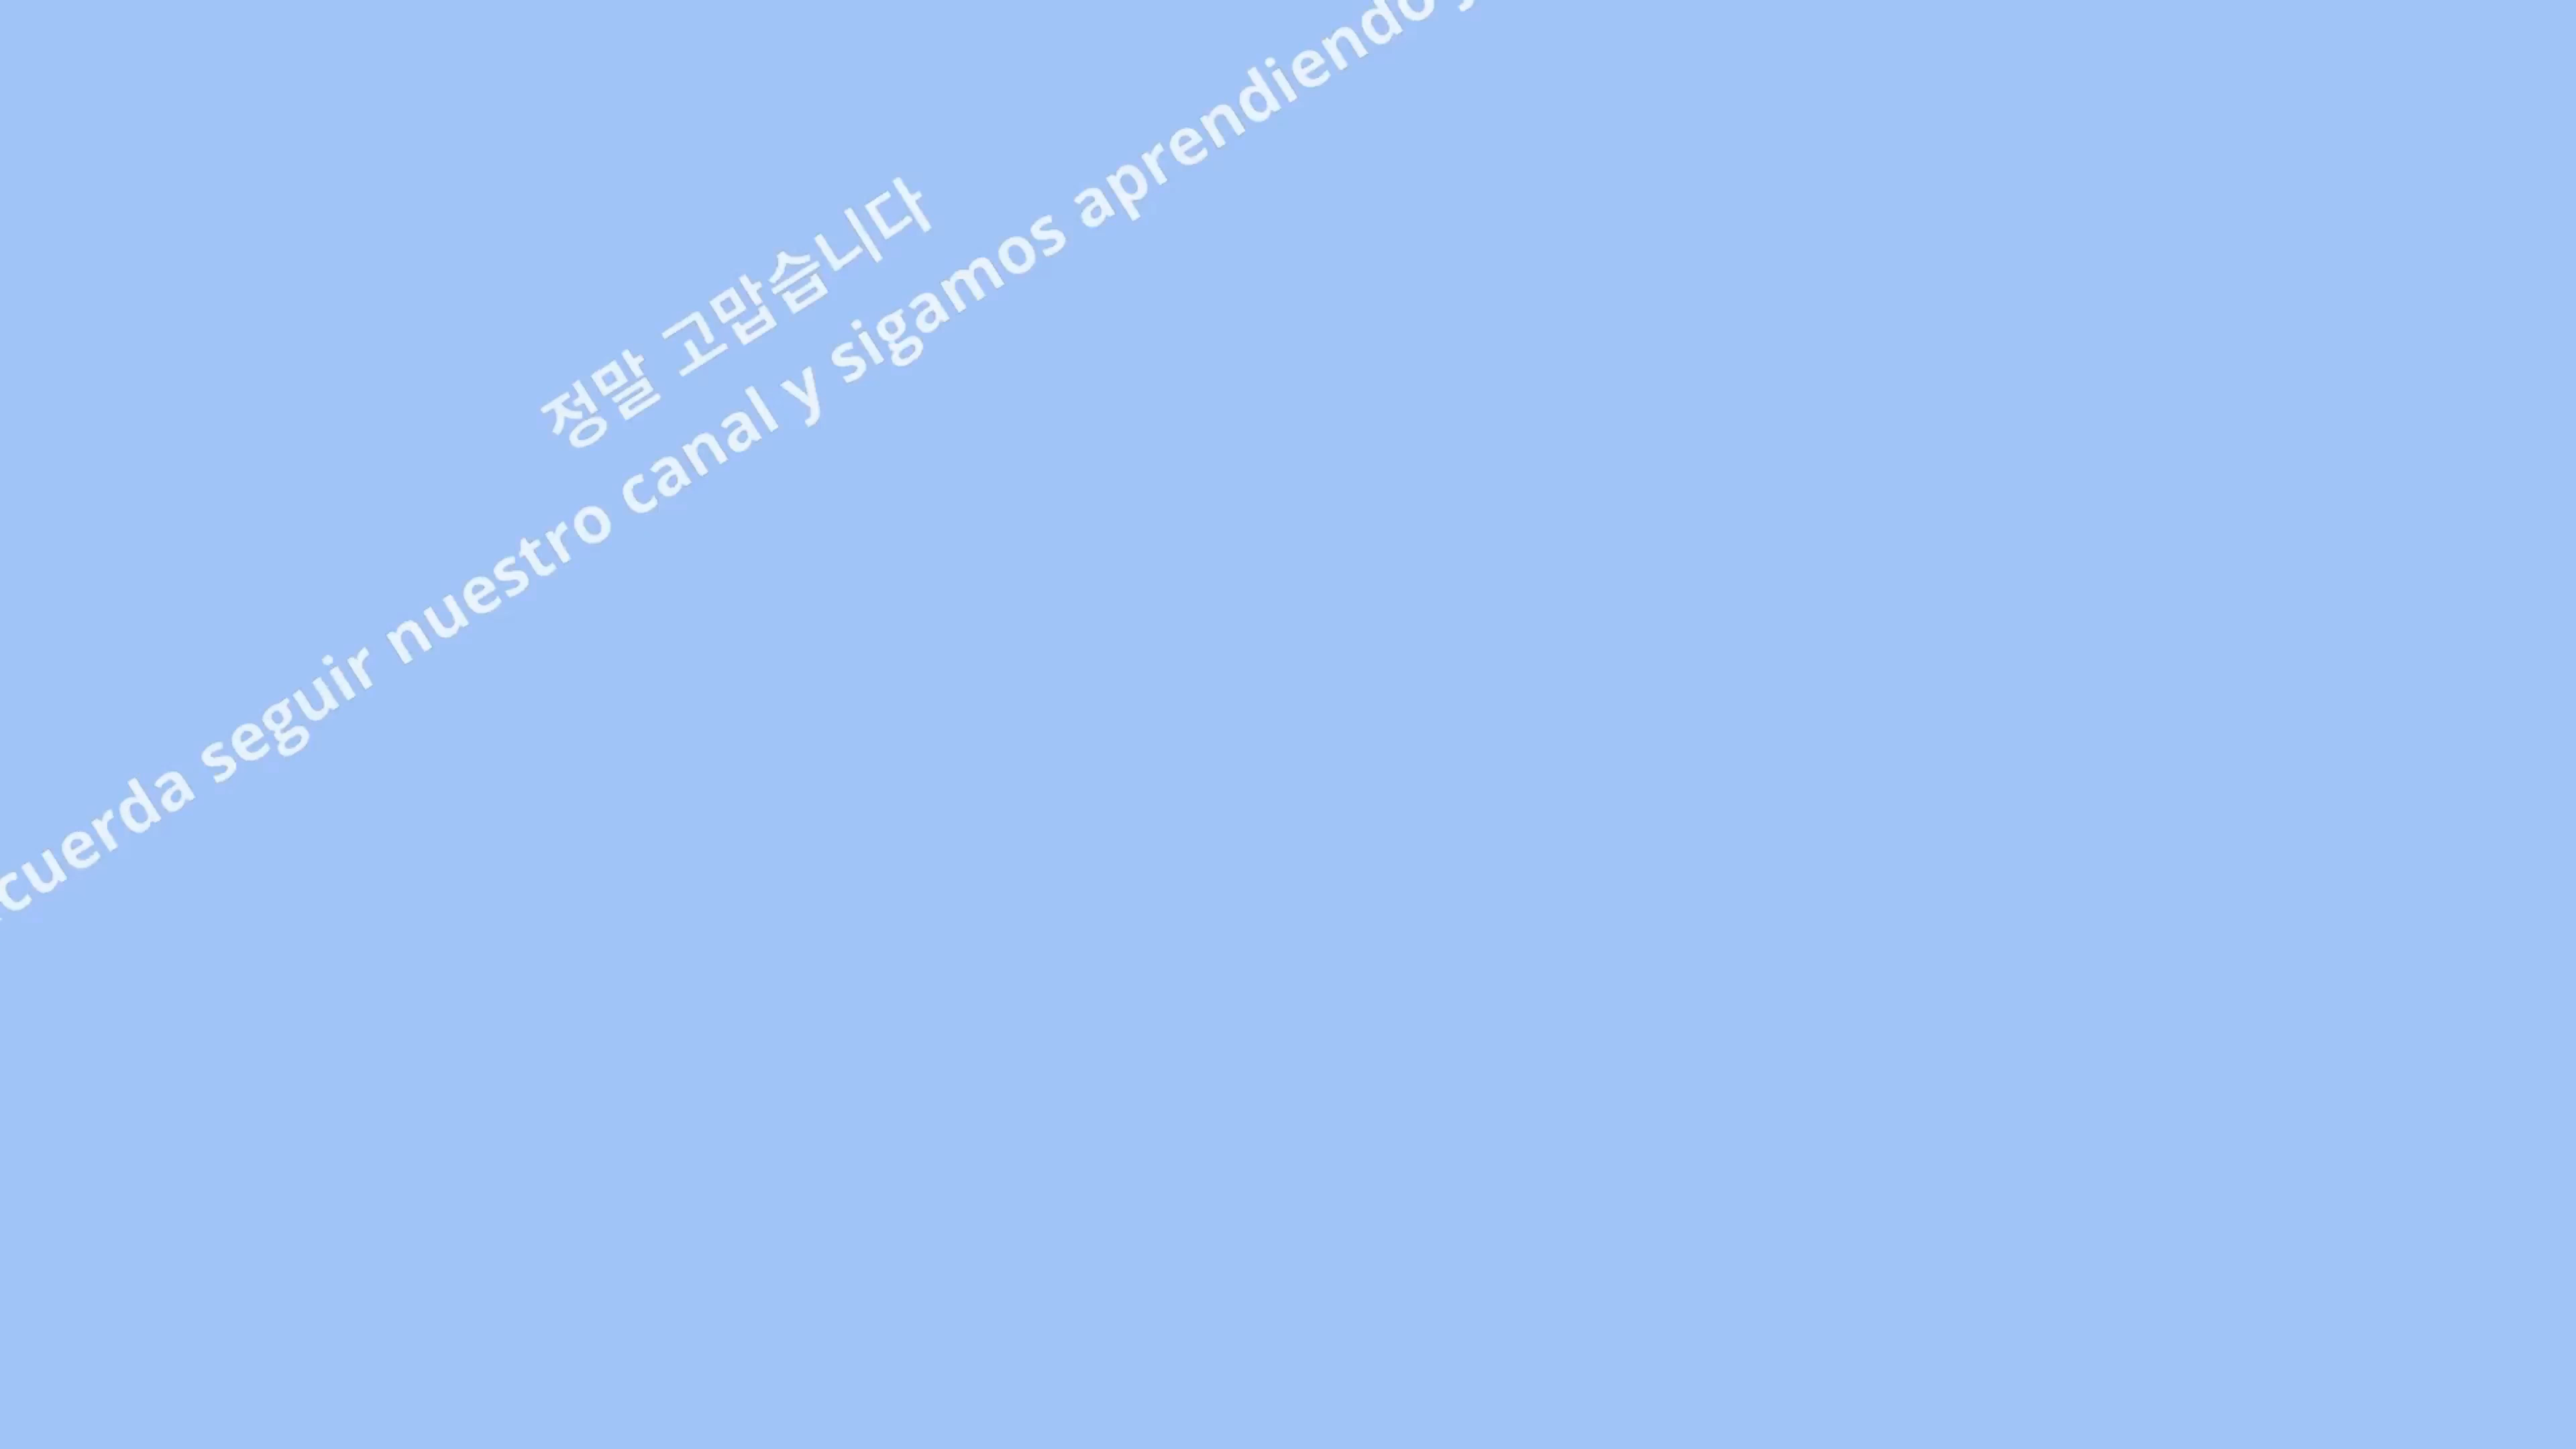 정말 고맙습니다
cuerda seguir nuestro canal y sigamos aprendiendo